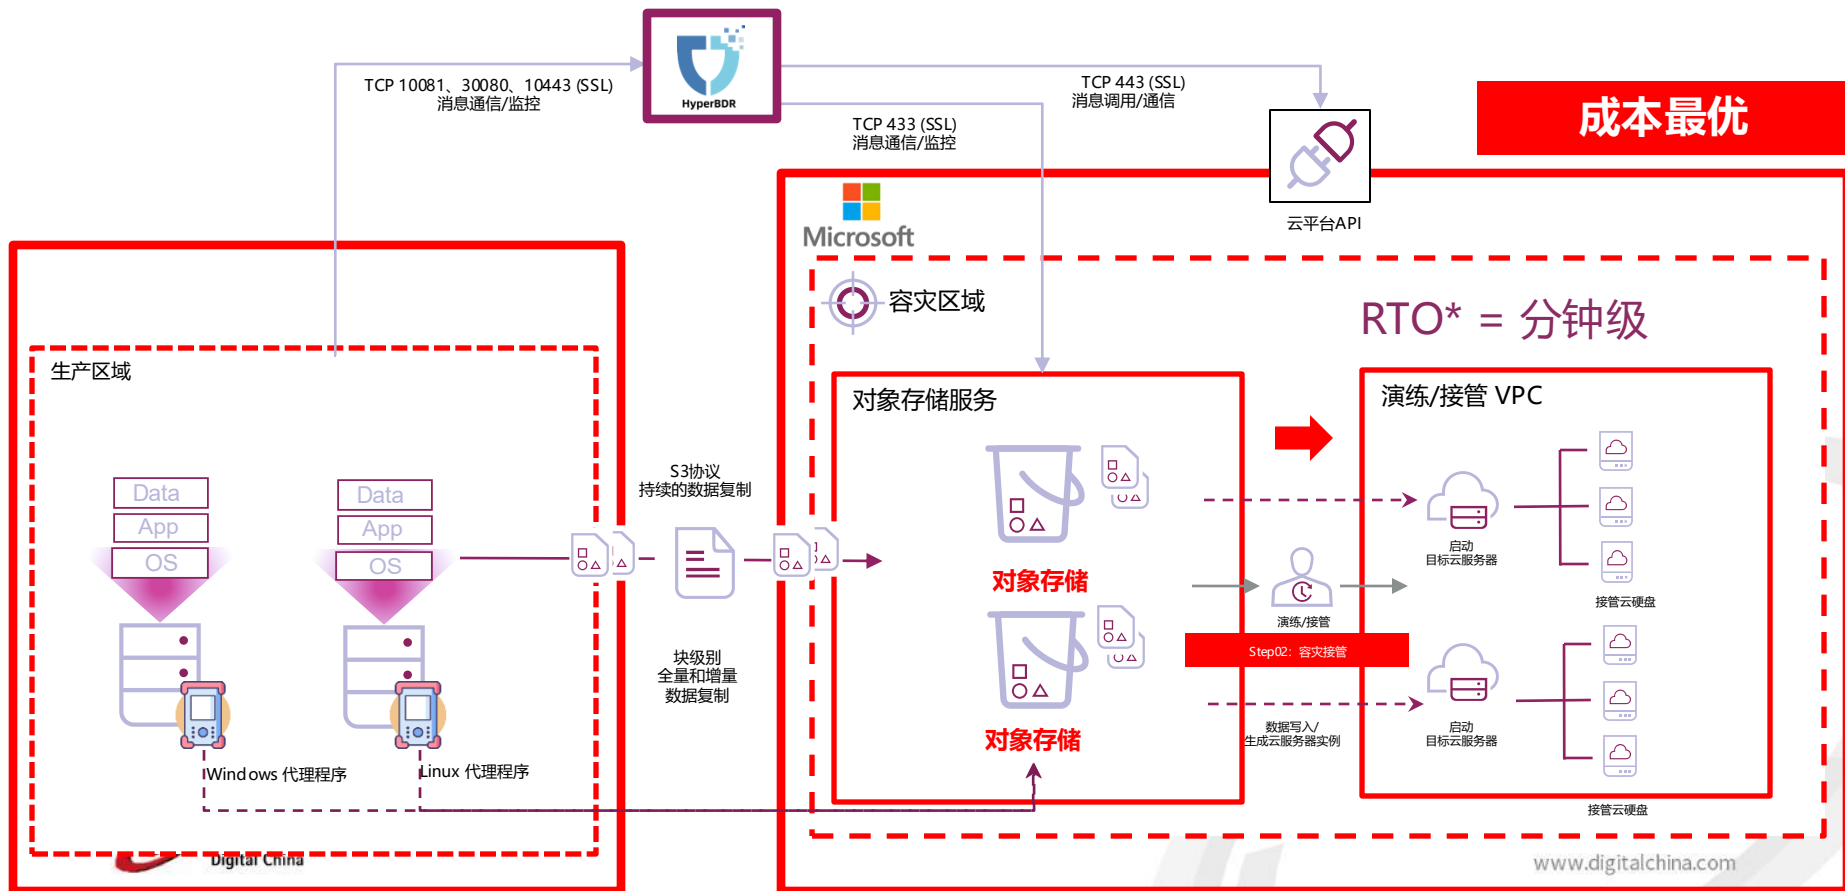 TCP 10081、30080、10443 (SSL)
消息通信/监控
HyperBDR
TCP 443 (SSL)
消息调用/通信
TCP 433 (SSL)
消息通信/监控
成本最优
云平台API
Microsoft
容灾区域
RTO* = 分钟级
生产区域
对象存储服务
演练/接管 VPC
S3协议
持续的数据复制
Data
App
OS
Data
App
OS
块级别
全量和增量
数据复制
对象存储
对象存储
启动
目标云服务器
接管云硬盘
演练/接管
Step02：容灾接管
数据写入/
生成云服务器实例
启动
目标云服务器
接管云硬盘
Windows 代理程序
Linux 代理程序
Digital China
www.digitalchina.com